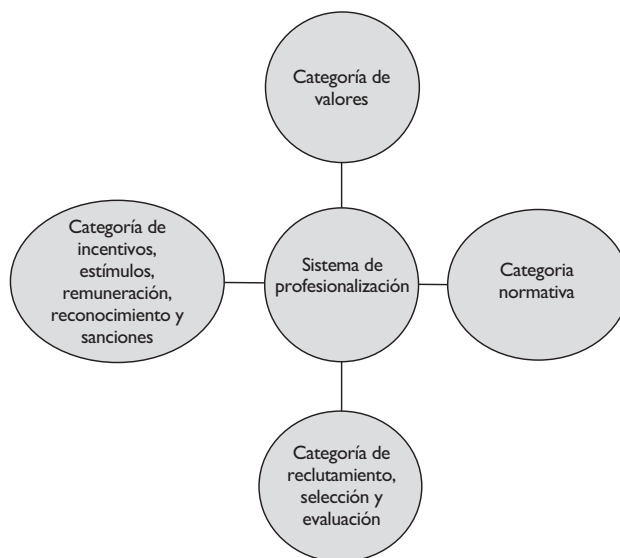 Categoría de
valores
Categoría de
incentivos,
estímulos,
remuneración,
reconocimiento y
sanciones
Sistema de
profesionalización
Categoria
normativa
Categoría de
reclutamiento,
selección y
evaluación